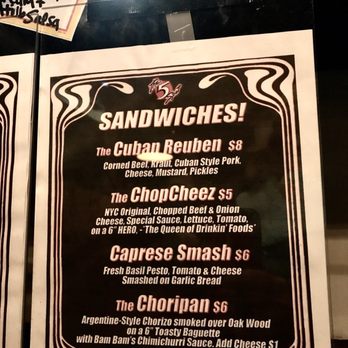 Salsa
5
SANDWICHES!
The Cuban Reuben $8
Corned Beef, Kraut, Cuban Style Pork,
Cheese, Mustard, Pickles
The ChopCheez $5
NYC Original, Chopped Beef & Onion
Cheese, Special Sauce, Lettuce, Tomato,
on a 6" HERO. - 'The Queen of Drinkin' Foods'
Caprese Smash $6
Fresh Basil Pesto, Tomato & Cheese
Smashed on Garlic Bread
The Choripan $6
Argentine-Style Chorizo smoked over Oak Wood
on a 6" Toasty Baguette
with Bam Bam's Chimichurri Sauce, Add Cheese $1